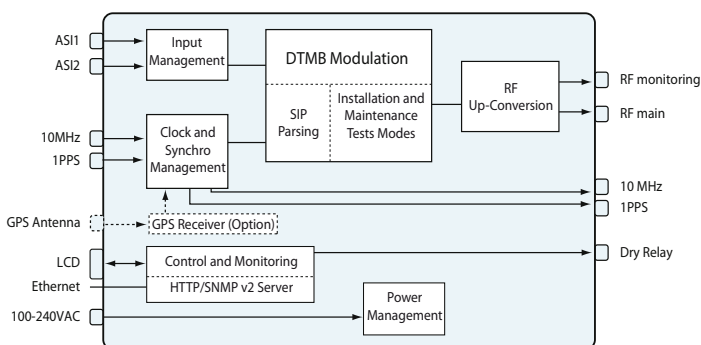 ASI1
ASI2
Input
Management
DTMB Modulation
SIP
Parsing
Installation and
Maintenance
Tests Modes
RF
Up-Conversion
RF monitoring
RF main
10MHz
1PPS
Clock and
Synchro
Management
10 MHz
1PPS
GPS Antenna
GPS Receiver (Option)
LCD
Control and Monitoring
Dry Relay
Ethernet
HTTP/SNMP v2 Server
100-240VAC
Power
Management